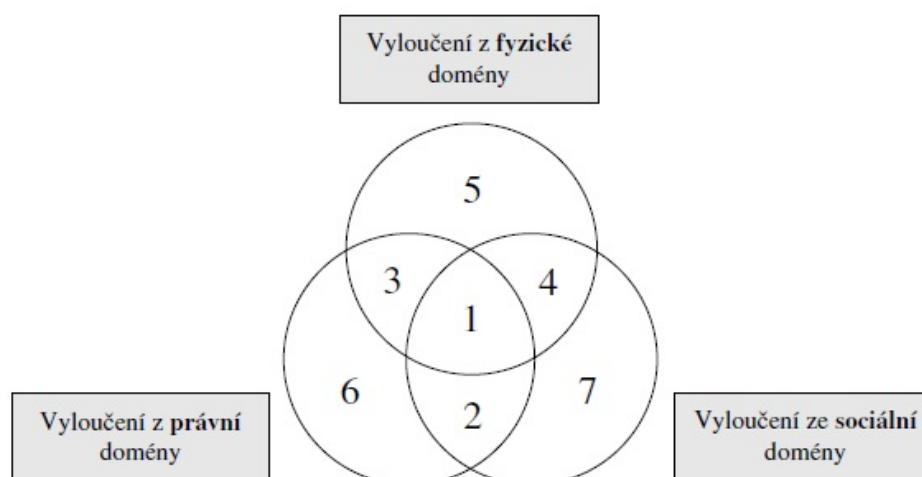 Vyloučení z fyzické
domény
5
3
4
1
6
7
2
Vyloučení z právní
domény
Vyloučení ze sociální
domény